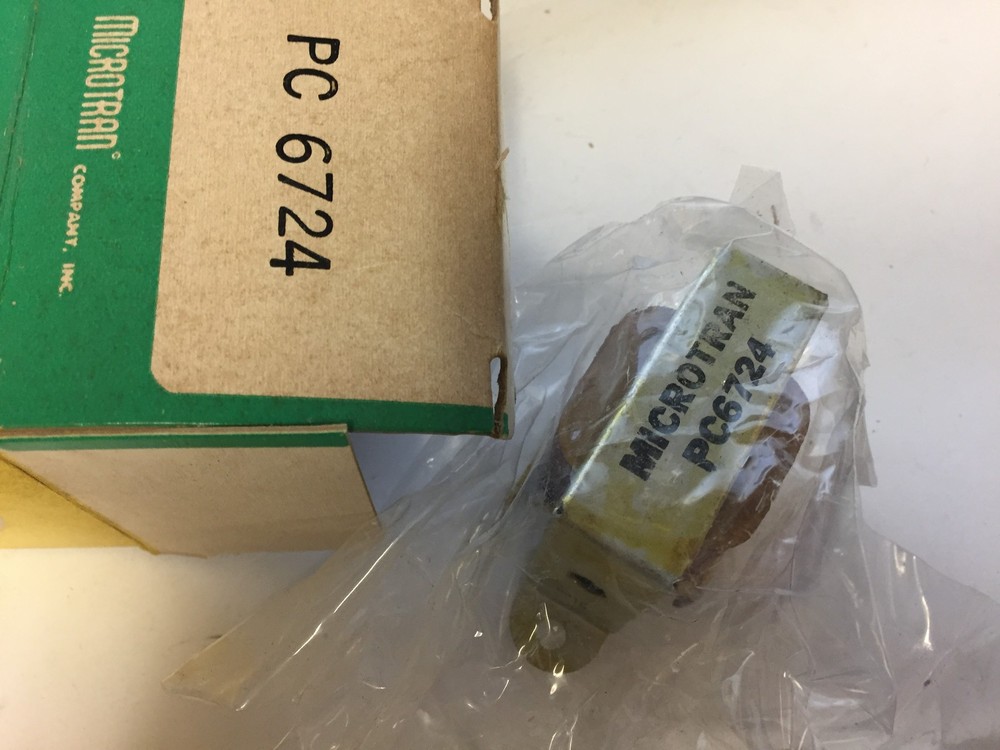 MICROTRAN®
COMPANY, INC.
PC 6724
MICROTRAN
PC6724